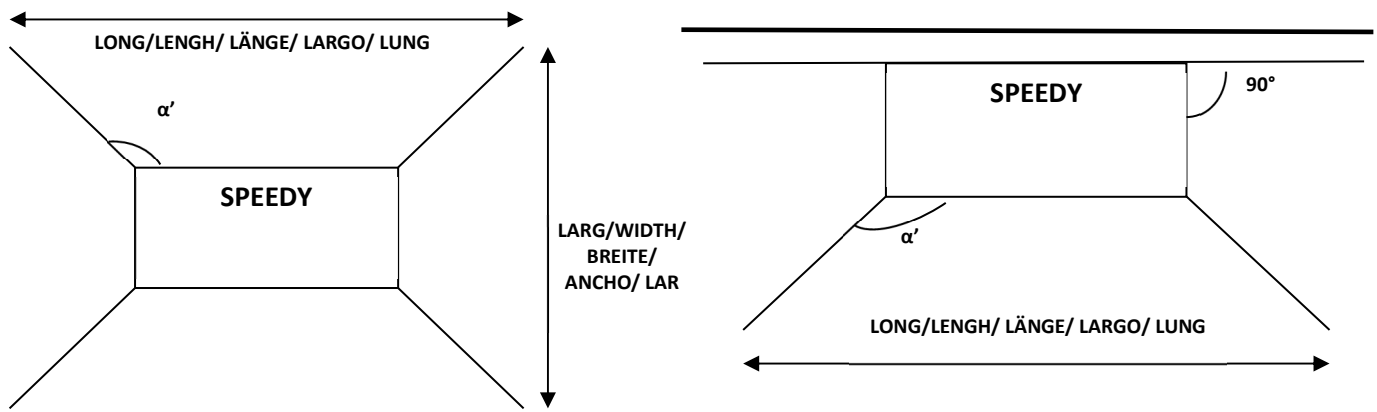 LONG/LENGH/ LÄNGE/ LARGO/ LUNG
α’
SPEEDY
LARG/WIDTH/
BREITE/
ANCHO/ LAR
SPEEDY
90°
α’
LONG/LENGH/ LÄNGE/ LARGO/ LUNG